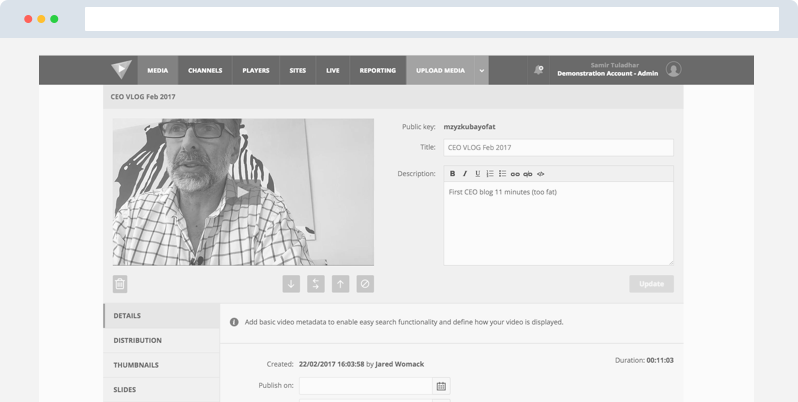 MEDIA CHANNELS PLAYERS SITES LIVE REPORTING UPLOAD MEDIA
Samir Tuladhar
Demonstration Account - Admin
CEO VLOG Feb 2017
Public key: mzyzkubayofat
Title: CEO VLOG Feb 2017
Description: B I U
First CEO blog 11 minutes (too fat)
Update
DETAILS
Add basic video metadata to enable easy search functionality and define how your video is displayed.
DISTRIBUTION
THUMBNAILS
SLIDES
Created: 22/02/2017 16:03:58 by Jared Womack
Duration: 00:11:03
Publish on: